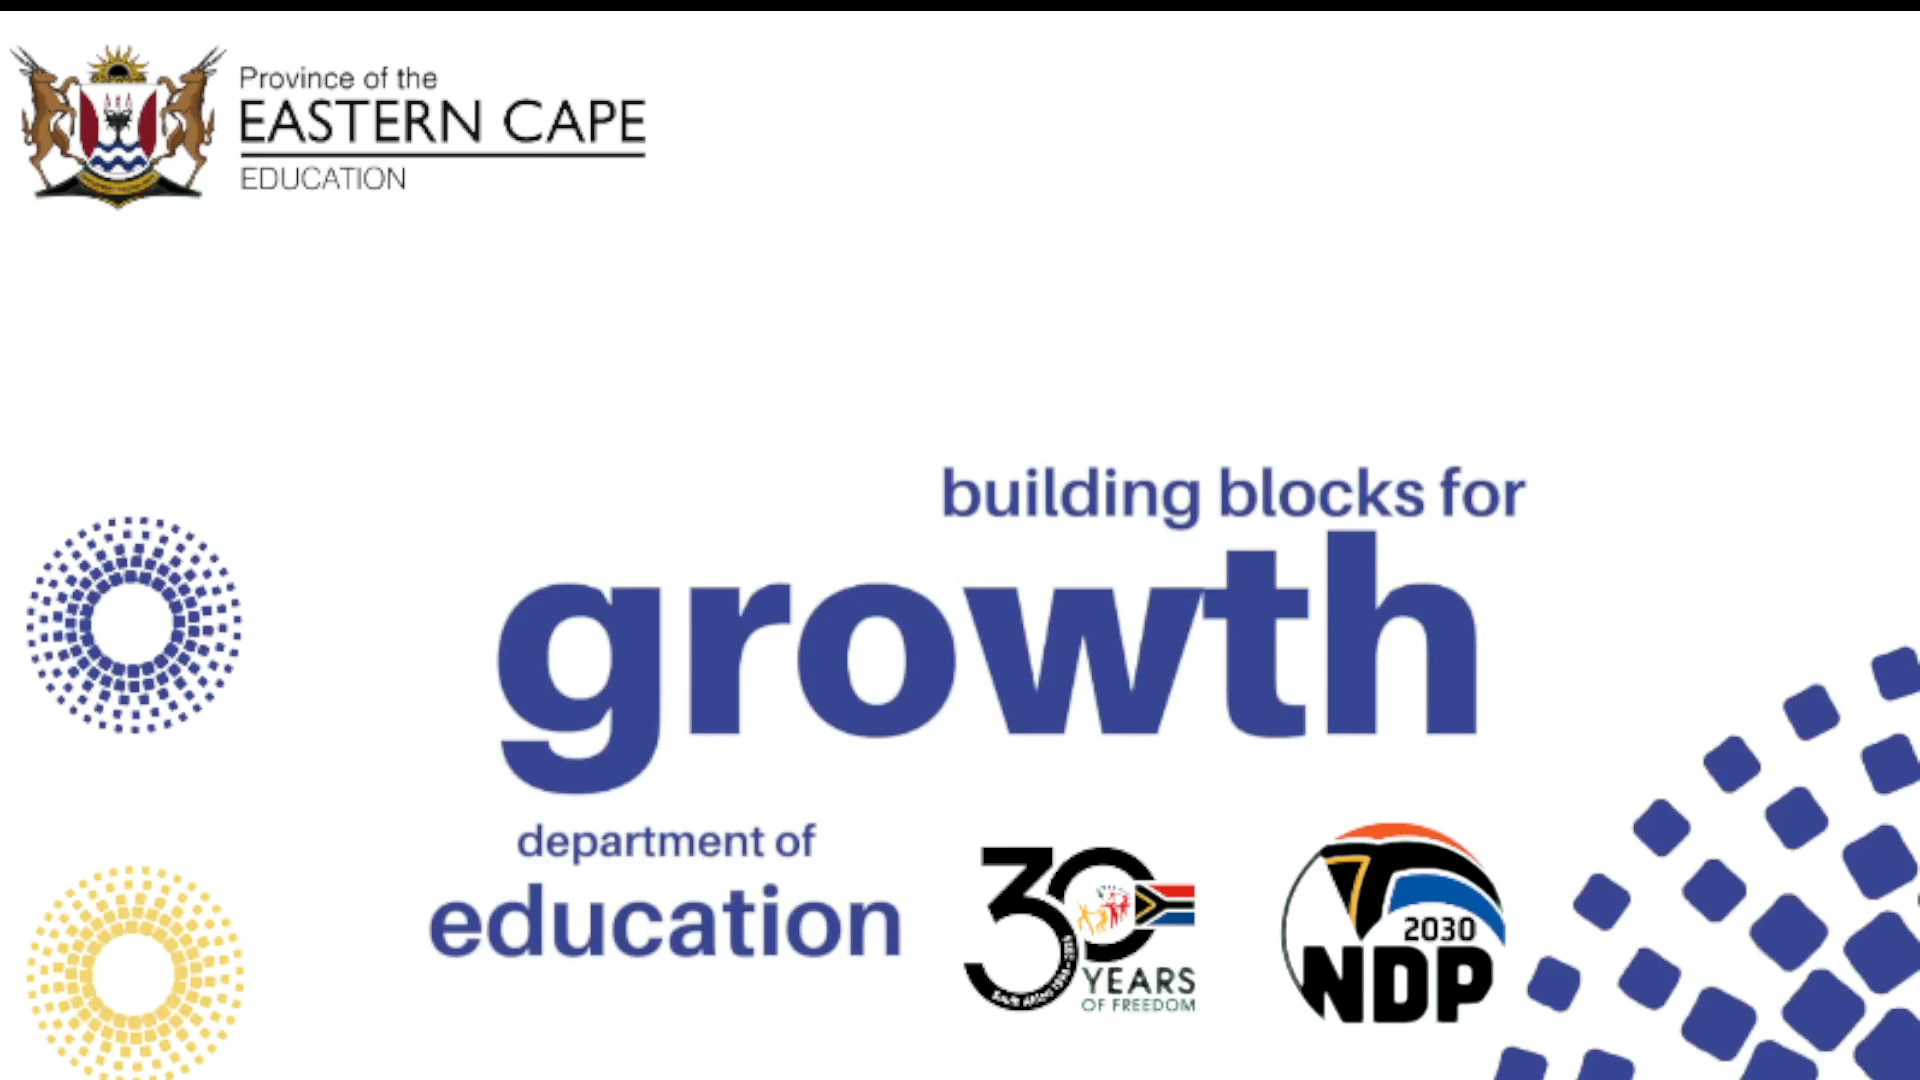 Province of the
EASTERN CAPE
EDUCATION
building blocks for
growth
department of
education
30
YEARS
OF FREEDOM
2030
NDP